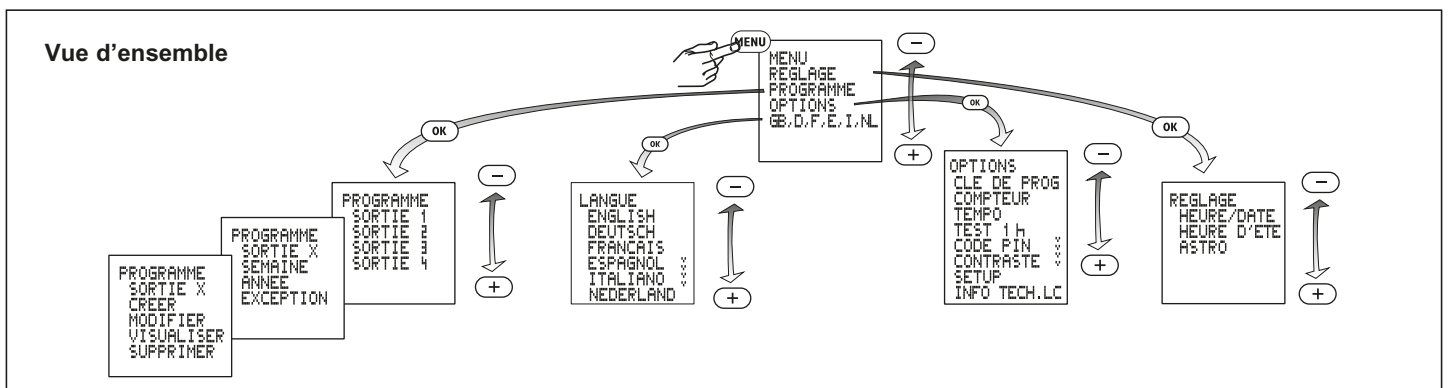 Vue d'ensemble
MENU
MENU
REGLAGE
PROGRAMME
OPTIONS
GB,D,F,E,I,NL
−
+
OK
OK
OK
OK
PROGRAMME
SORTIE X
CREER
MODIFIER
VISUALISER
SUPPRIMER
PROGRAMME
SORTIE X
SEMAINE
ANNEE
EXCEPTION
PROGRAMME
SORTIE 1
SORTIE 2
SORTIE 3
SORTIE 4
−
+
LANGUE
ENGLISH
DEUTSCH
FRANCAIS
ESPAGNOL
ITALIANO
NEDERLAND
−
+
OPTIONS
CLE DE PROG
COMPTEUR
TEMPO
TEST 1 h
CODE PIN
CONTRASTE
SETUP
INFO TECH.LC
−
+
REGLAGE
HEURE/DATE
HEURE D'ETE
ASTRO
−
+